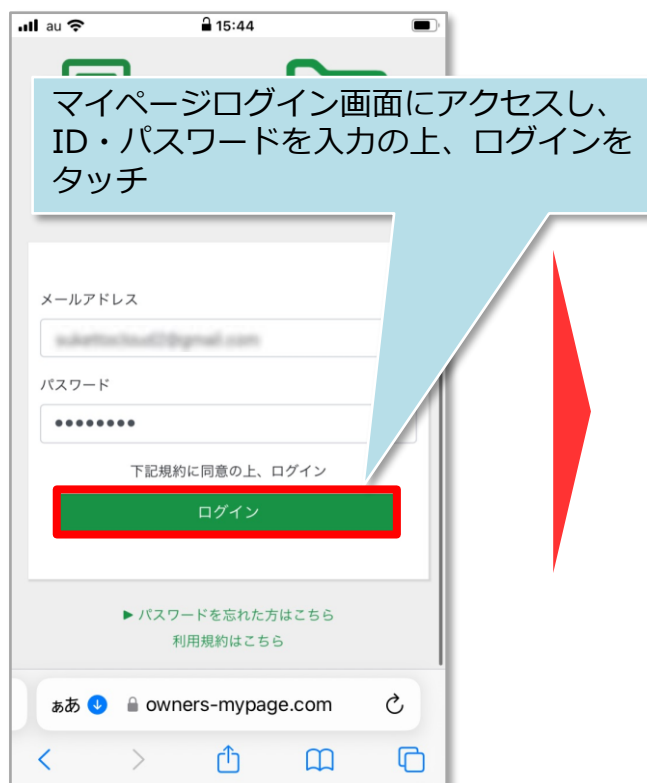 au 15:44
マイページログイン画面にアクセスし、
ID・パスワードを入力の上、ログインを
タッチ
メールアドレス
パスワード
••••••••
下記規約に同意の上、ログイン
ログイン
▶ パスワードを忘れた方はこちら
利用規約はこちら
ぁあ owners-mypage.com